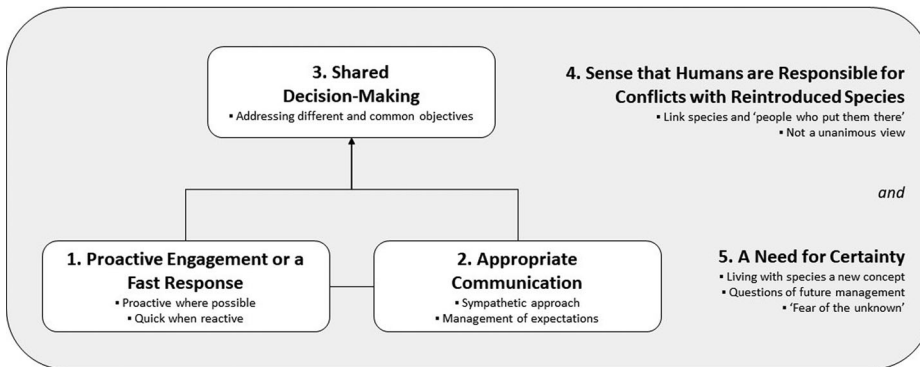 3. Shared
Decision-Making
▪ Addressing different and common objectives
4. Sense that Humans are Responsible for
Conflicts with Reintroduced Species
▪ Link species and ‘people who put them there’
▪ Not a unanimous view
and
1. Proactive Engagement or a
Fast Response
▪ Proactive where possible
▪ Quick when reactive
2. Appropriate
Communication
▪ Sympathetic approach
▪ Management of expectations
5. A Need for Certainty
▪ Living with species a new concept
▪ Questions of future management
▪ ‘Fear of the unknown’